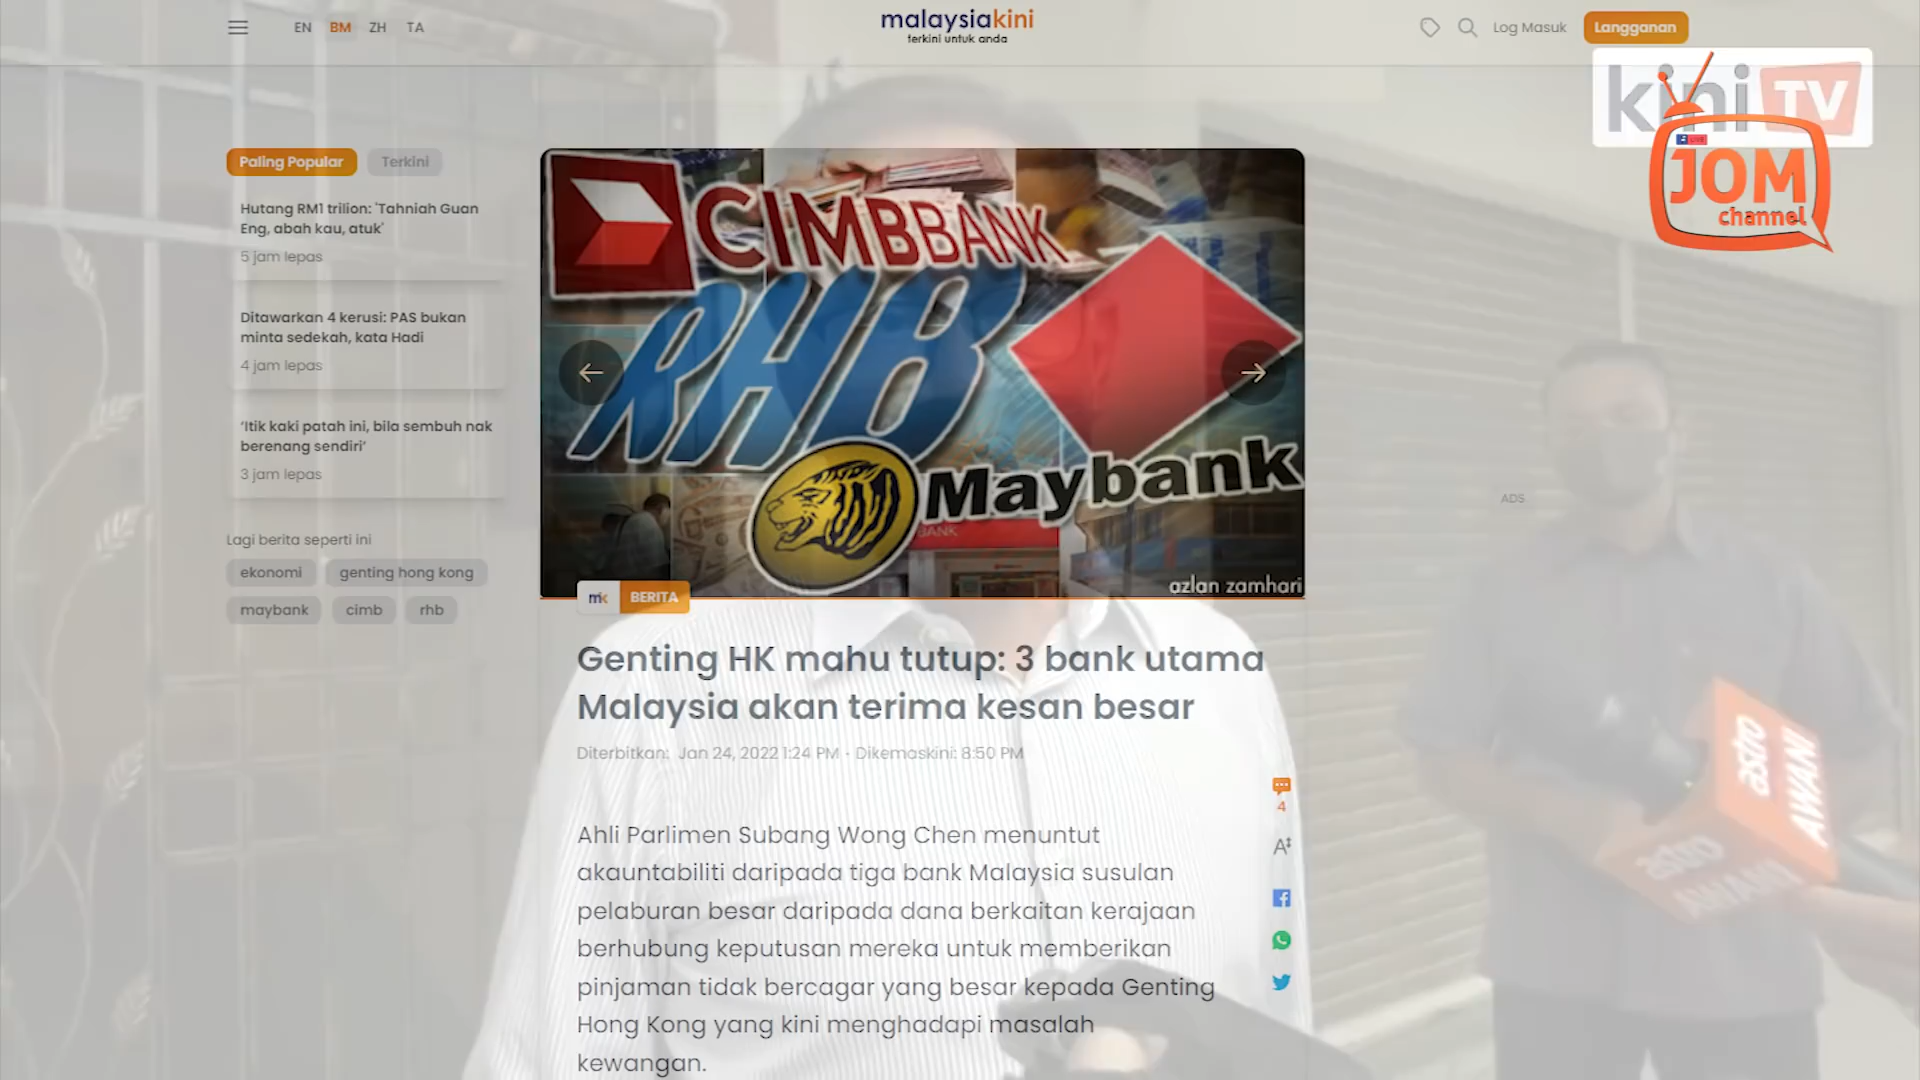 EN BM ZH TA
malaysiakini
terkini untuk anda
Log Masuk
Langganan
kini TV
LIVE
JOM
channel
Paling Popular
Terkini
Hutang RM1 trilion: 'Tahniah Guan
Eng, abah kau, atuk'
5 jam lepas
Ditawarkan 4 kerusi: PAS bukan
minta sedekah, kata Hadi
4 jam lepas
‘Itik kaki patah ini, bila sembuh nak
berenang sendiri’
3 jam lepas
Lagi berita seperti ini
ekonomi
genting hong kong
maybank
cimb
rhb
CIMBBANK
RHB
Maybank
BANK
azlan zamhari
mk BERITA
ADS
Genting HK mahu tutup: 3 bank utama
Malaysia akan terima kesan besar
Diterbitkan: Jan 24, 2022 1:24 PM · Dikemaskini: 8:50 PM
4
Ahli Parlimen Subang Wong Chen menuntut
akauntabiliti daripada tiga bank Malaysia susulan
pelaburan besar daripada dana berkaitan kerajaan
berhubung keputusan mereka untuk memberikan
pinjaman tidak bercagar yang besar kepada Genting
Hong Kong yang kini menghadapi masalah
kewangan.
astro
AWANI
astro
AWANI